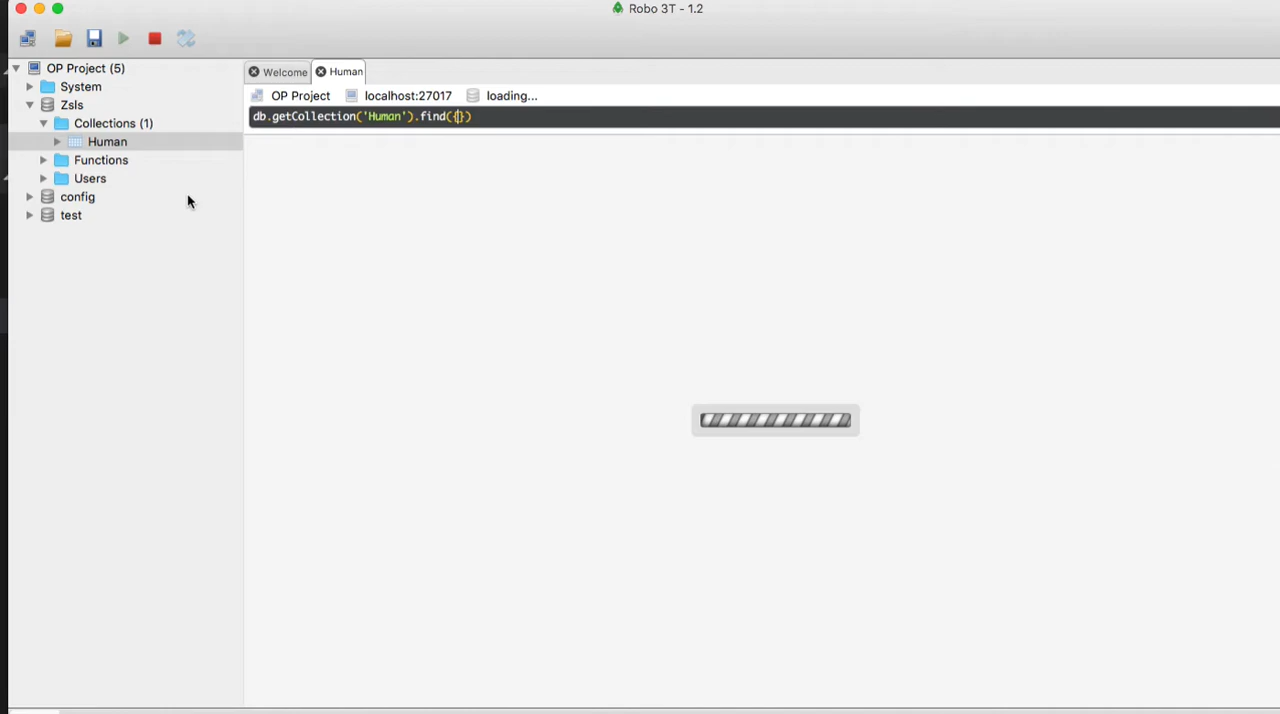 Robo 3T - 1.2
OP Project (5)
System
Zsls
Collections (1)
Human
Functions
Users
config
test
Welcome
Human
OP Project
localhost:27017
loading...
db.getCollection('Human').find({})